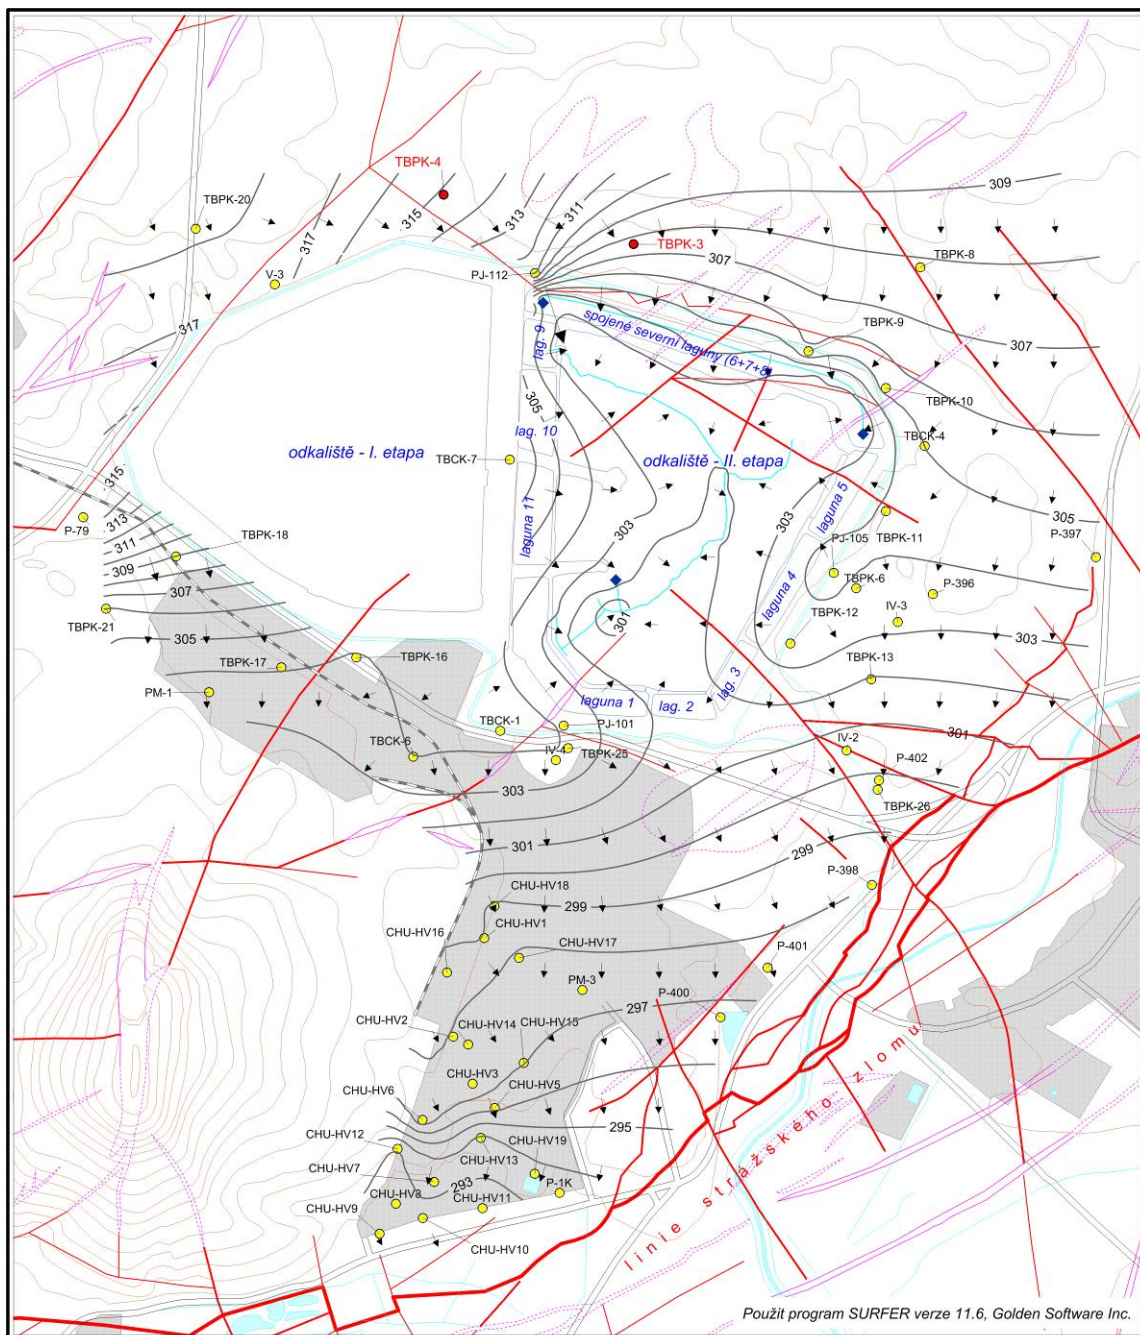 TBPK-4
TBPK-20
315
313
311
309
317
TBPK-3
TBPK-8
V-3
PJ-112
307
317
spojené severní laguny (6+7+8)
TBPK-9
lag. 9
307
TBPK-10
305
lag. 10
TBCK-4
odkaliště - I. etapa
TBCK-7
odkaliště - II. etapa
315
laguna 5
313
P-79
laguna 11
303
303
305
311
TBPK-18
TBPK-11
309
PJ-105
P-397
307
TBPK-6
P-396
laguna 4
TBPK-21
305
301
TBPK-12
IV-3
303
TBPK-17
TBPK-16
TBPK-13
PM-1
lag. 3
laguna 1
lag. 2
TBCK-1
PJ-101
301
TBCK-6
IV-4
TBPK-25
IV-2
P-402
303
TBPK-26
301
299
P-398
CHU-HV18
299
CHU-HV1
CHU-HV16
CHU-HV17
P-401
PM-3
P-400
297
CHU-HV2
CHU-HV14
CHU-HV15
CHU-HV3
CHU-HV6
CHU-HV5
295
CHU-HV12
CHU-HV19
CHU-HV7
CHU-HV13
293
P-1K
CHU-HV3
CHU-HV11
CHU-HV9
CHU-HV10
linie strážského zlomu
Použit program SURFER verze 11.6, Golden Software Inc.